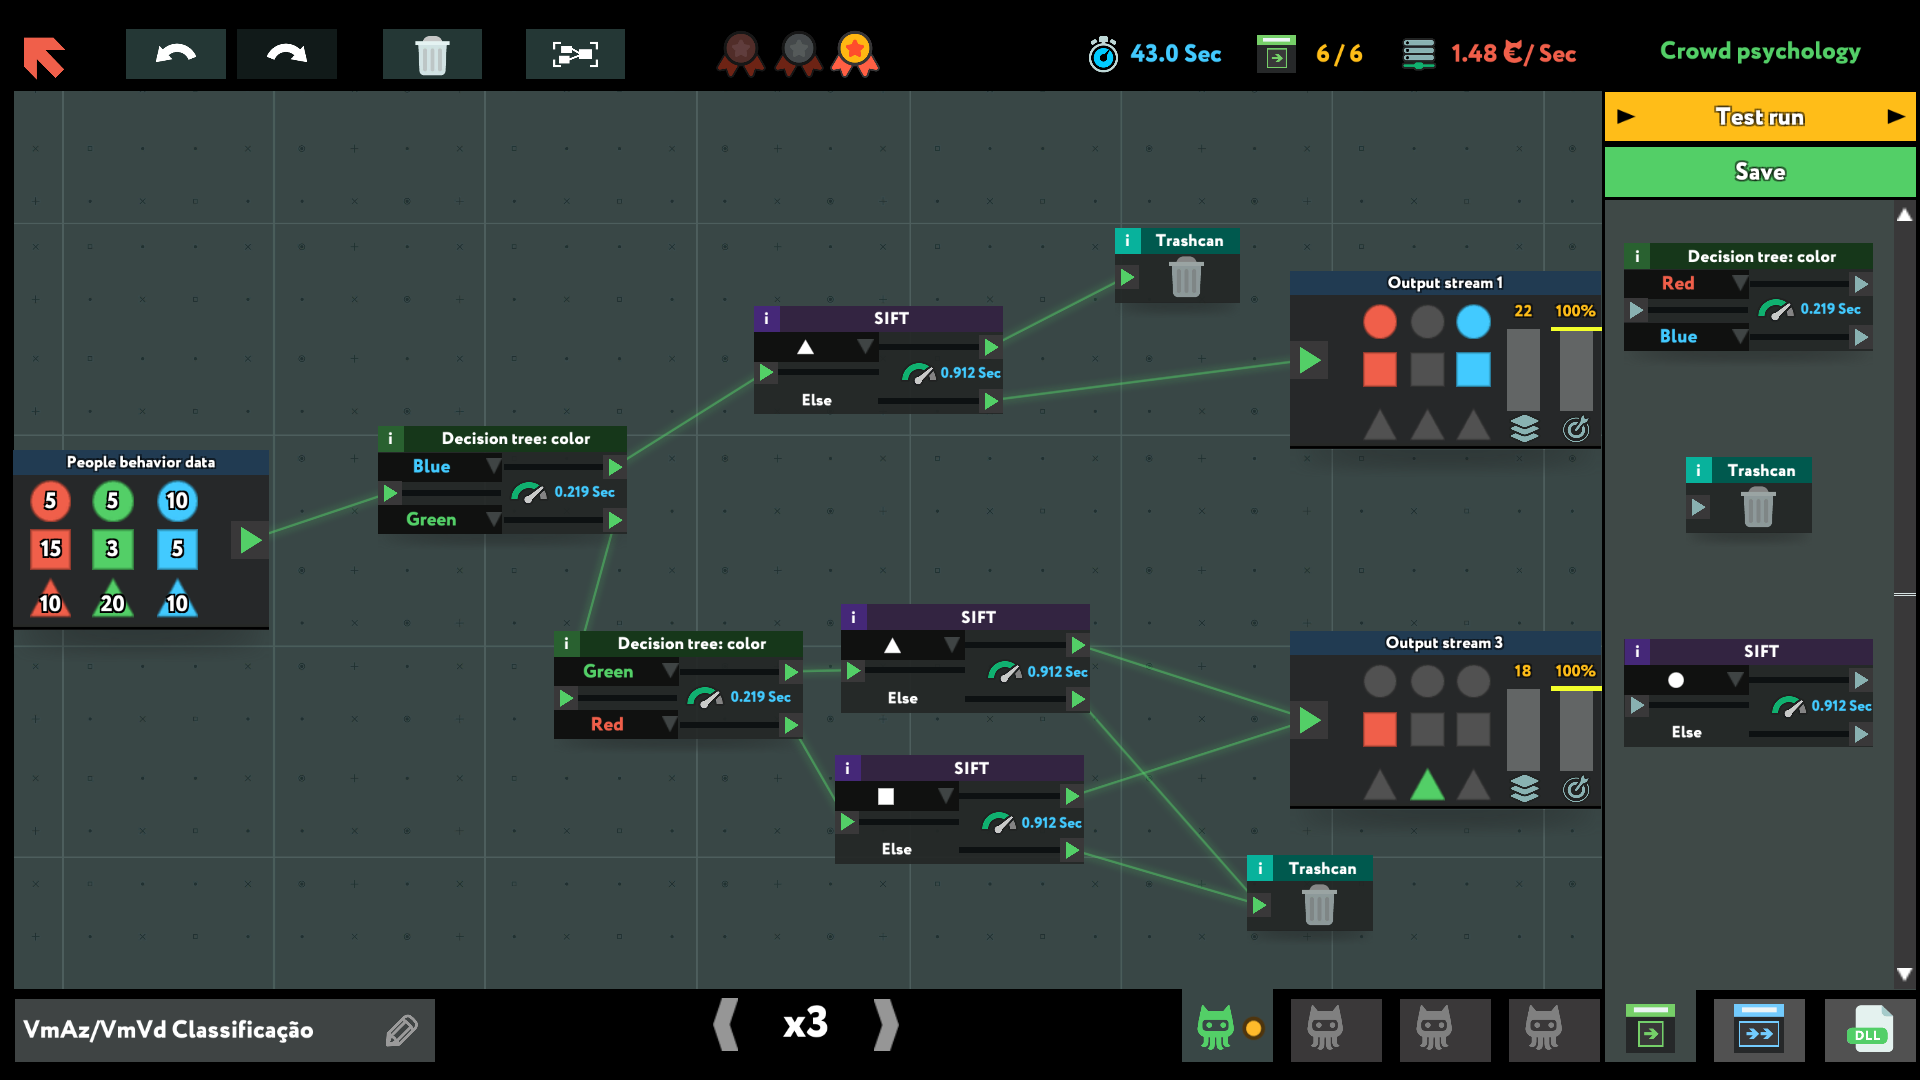 43.0 Sec
6 / 6
1.48 €/ Sec
Crowd psychology
Test run
Save
i Trashcan
i SIFT
0.912 Sec
Else
Output stream 1
22 100%
i Decision tree: color
Red
0.219 Sec
Blue
i Decision tree: color
Blue
0.219 Sec
Green
People behavior data
5 5 10
15 3 5
10 20 10
i Trashcan
i SIFT
0.912 Sec
Else
i Decision tree: color
Green
0.219 Sec
Red
Output stream 3
18 100%
i SIFT
0.912 Sec
Else
i SIFT
0.912 Sec
Else
i Trashcan
VmAz/VmVd Classificação
x3
DLL